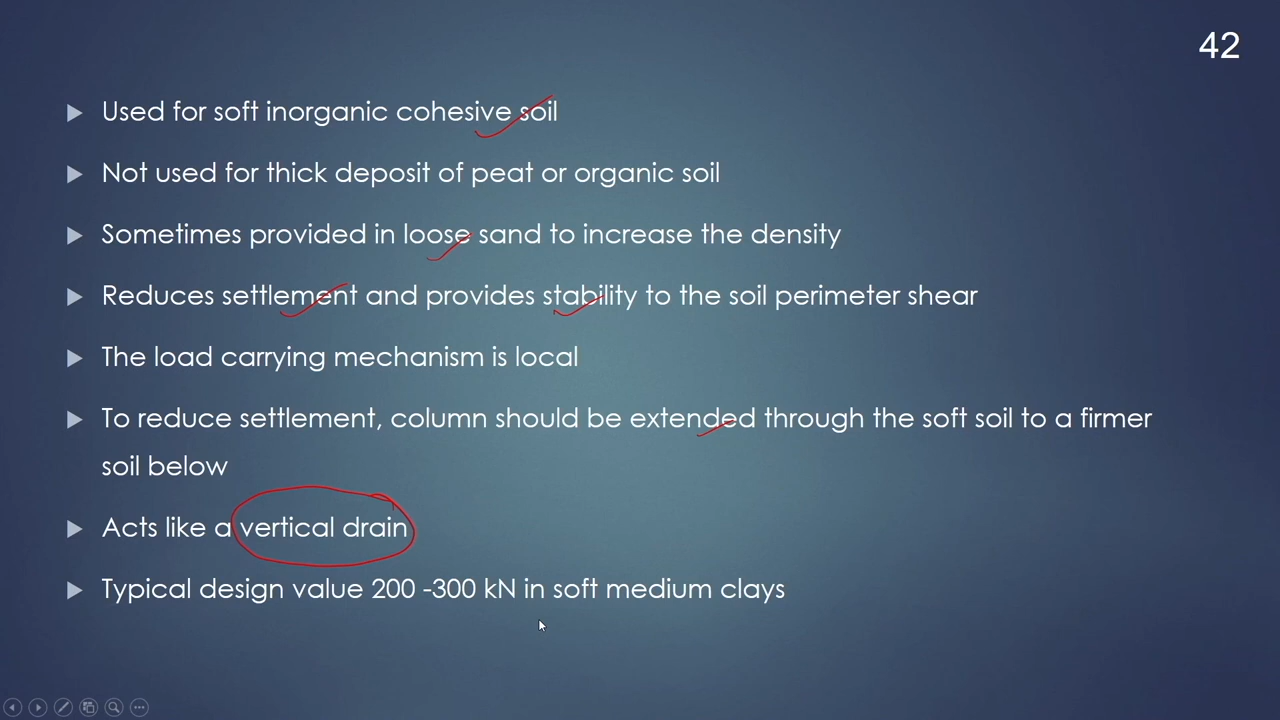 42
Used for soft inorganic cohesive soil
Not used for thick deposit of peat or organic soil
Sometimes provided in loose sand to increase the density
Reduces settlement and provides stability to the soil perimeter shear
The load carrying mechanism is local
To reduce settlement, column should be extended through the soft soil to a firmer
soil below
Acts like a vertical drain
Typical design value 200 -300 kN in soft medium clays